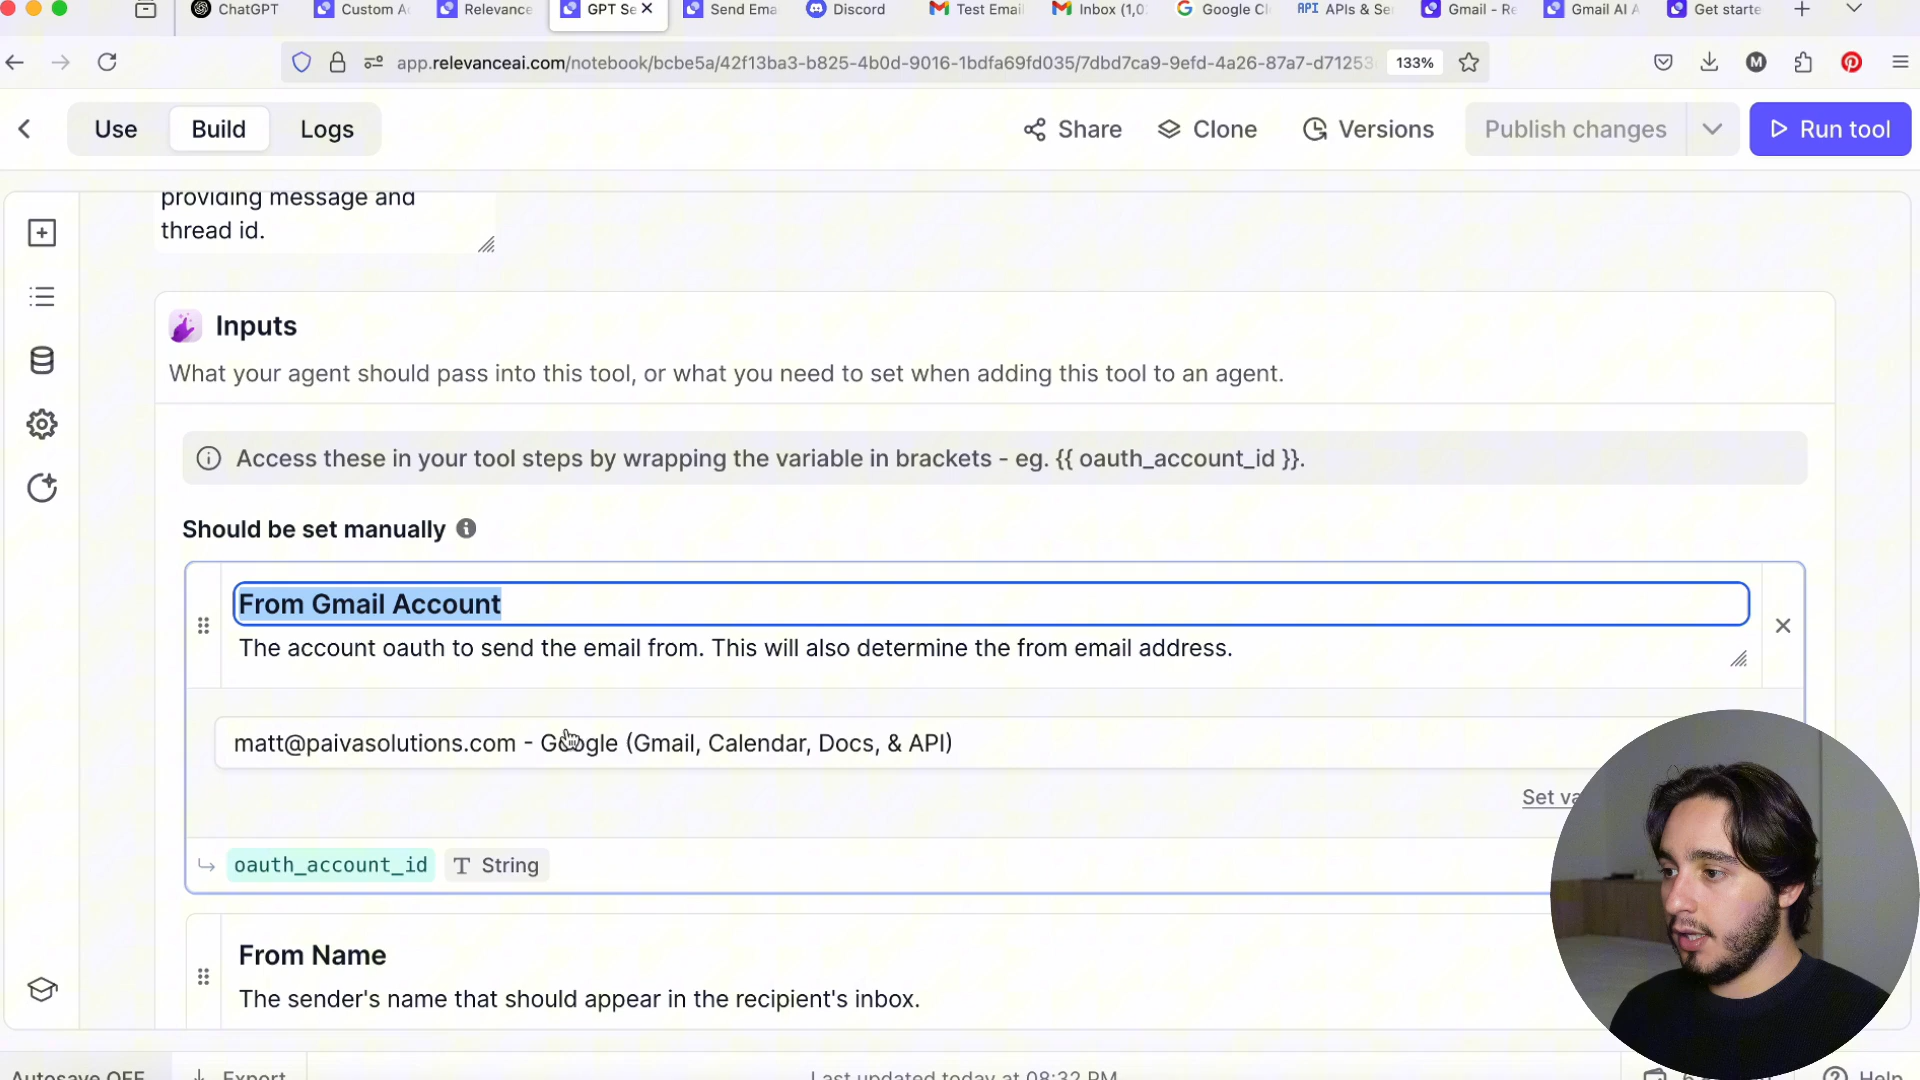 ChatGPT
Custom A
Relevance
GPT Se
Send Ema
Discord
Test Email
Inbox (1,0
Google Cl
API APIs & Se
Gmail - Re
Gmail AI A
Get starte
app.relevanceai.com/notebook/bcbe5a/42f13ba3-b825-4b0d-9016-1bdfa69fd035/7dbd7ca9-9efd-4a26-87a7-d71253
133%
M
Use
Build
Logs
Share
Clone
Versions
Publish changes
Run tool
providing message and
thread id.
Inputs
What your agent should pass into this tool, or what you need to set when adding this tool to an agent.
Access these in your tool steps by wrapping the variable in brackets - eg. {{ oauth_account_id }}.
Should be set manually
From Gmail Account
The account oauth to send the email from. This will also determine the from email address.
matt@paivasolutions.com - Google (Gmail, Calendar, Docs, & API)
Set va
oauth_account_id
T String
From Name
The sender's name that should appear in the recipient's inbox.
Autosave OFF
Export
Last updated today at 08:32 PM
Help